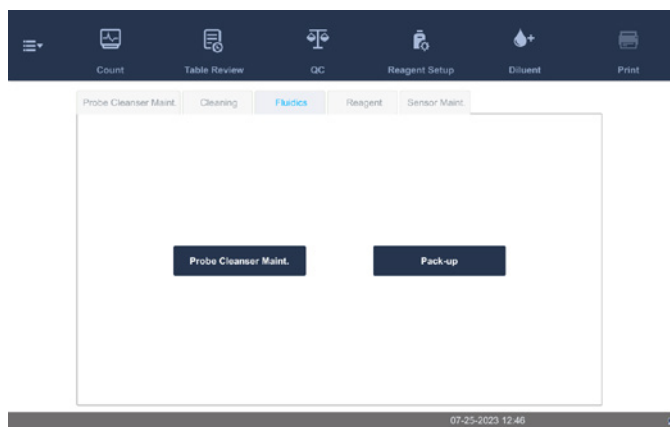 Count Table Review QC Reagent Setup Diluent Print
Probe Cleanser Maint. Cleaning Fluidics Reagent Sensor Maint.
Probe Cleanser Maint. Pack-up
07-25-2023 12:46